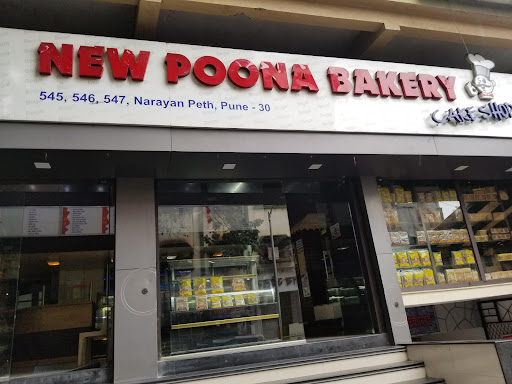 NEW POONA BAKERY
CAKE SHOP
545, 546, 547, Narayan Peth, Pune - 30